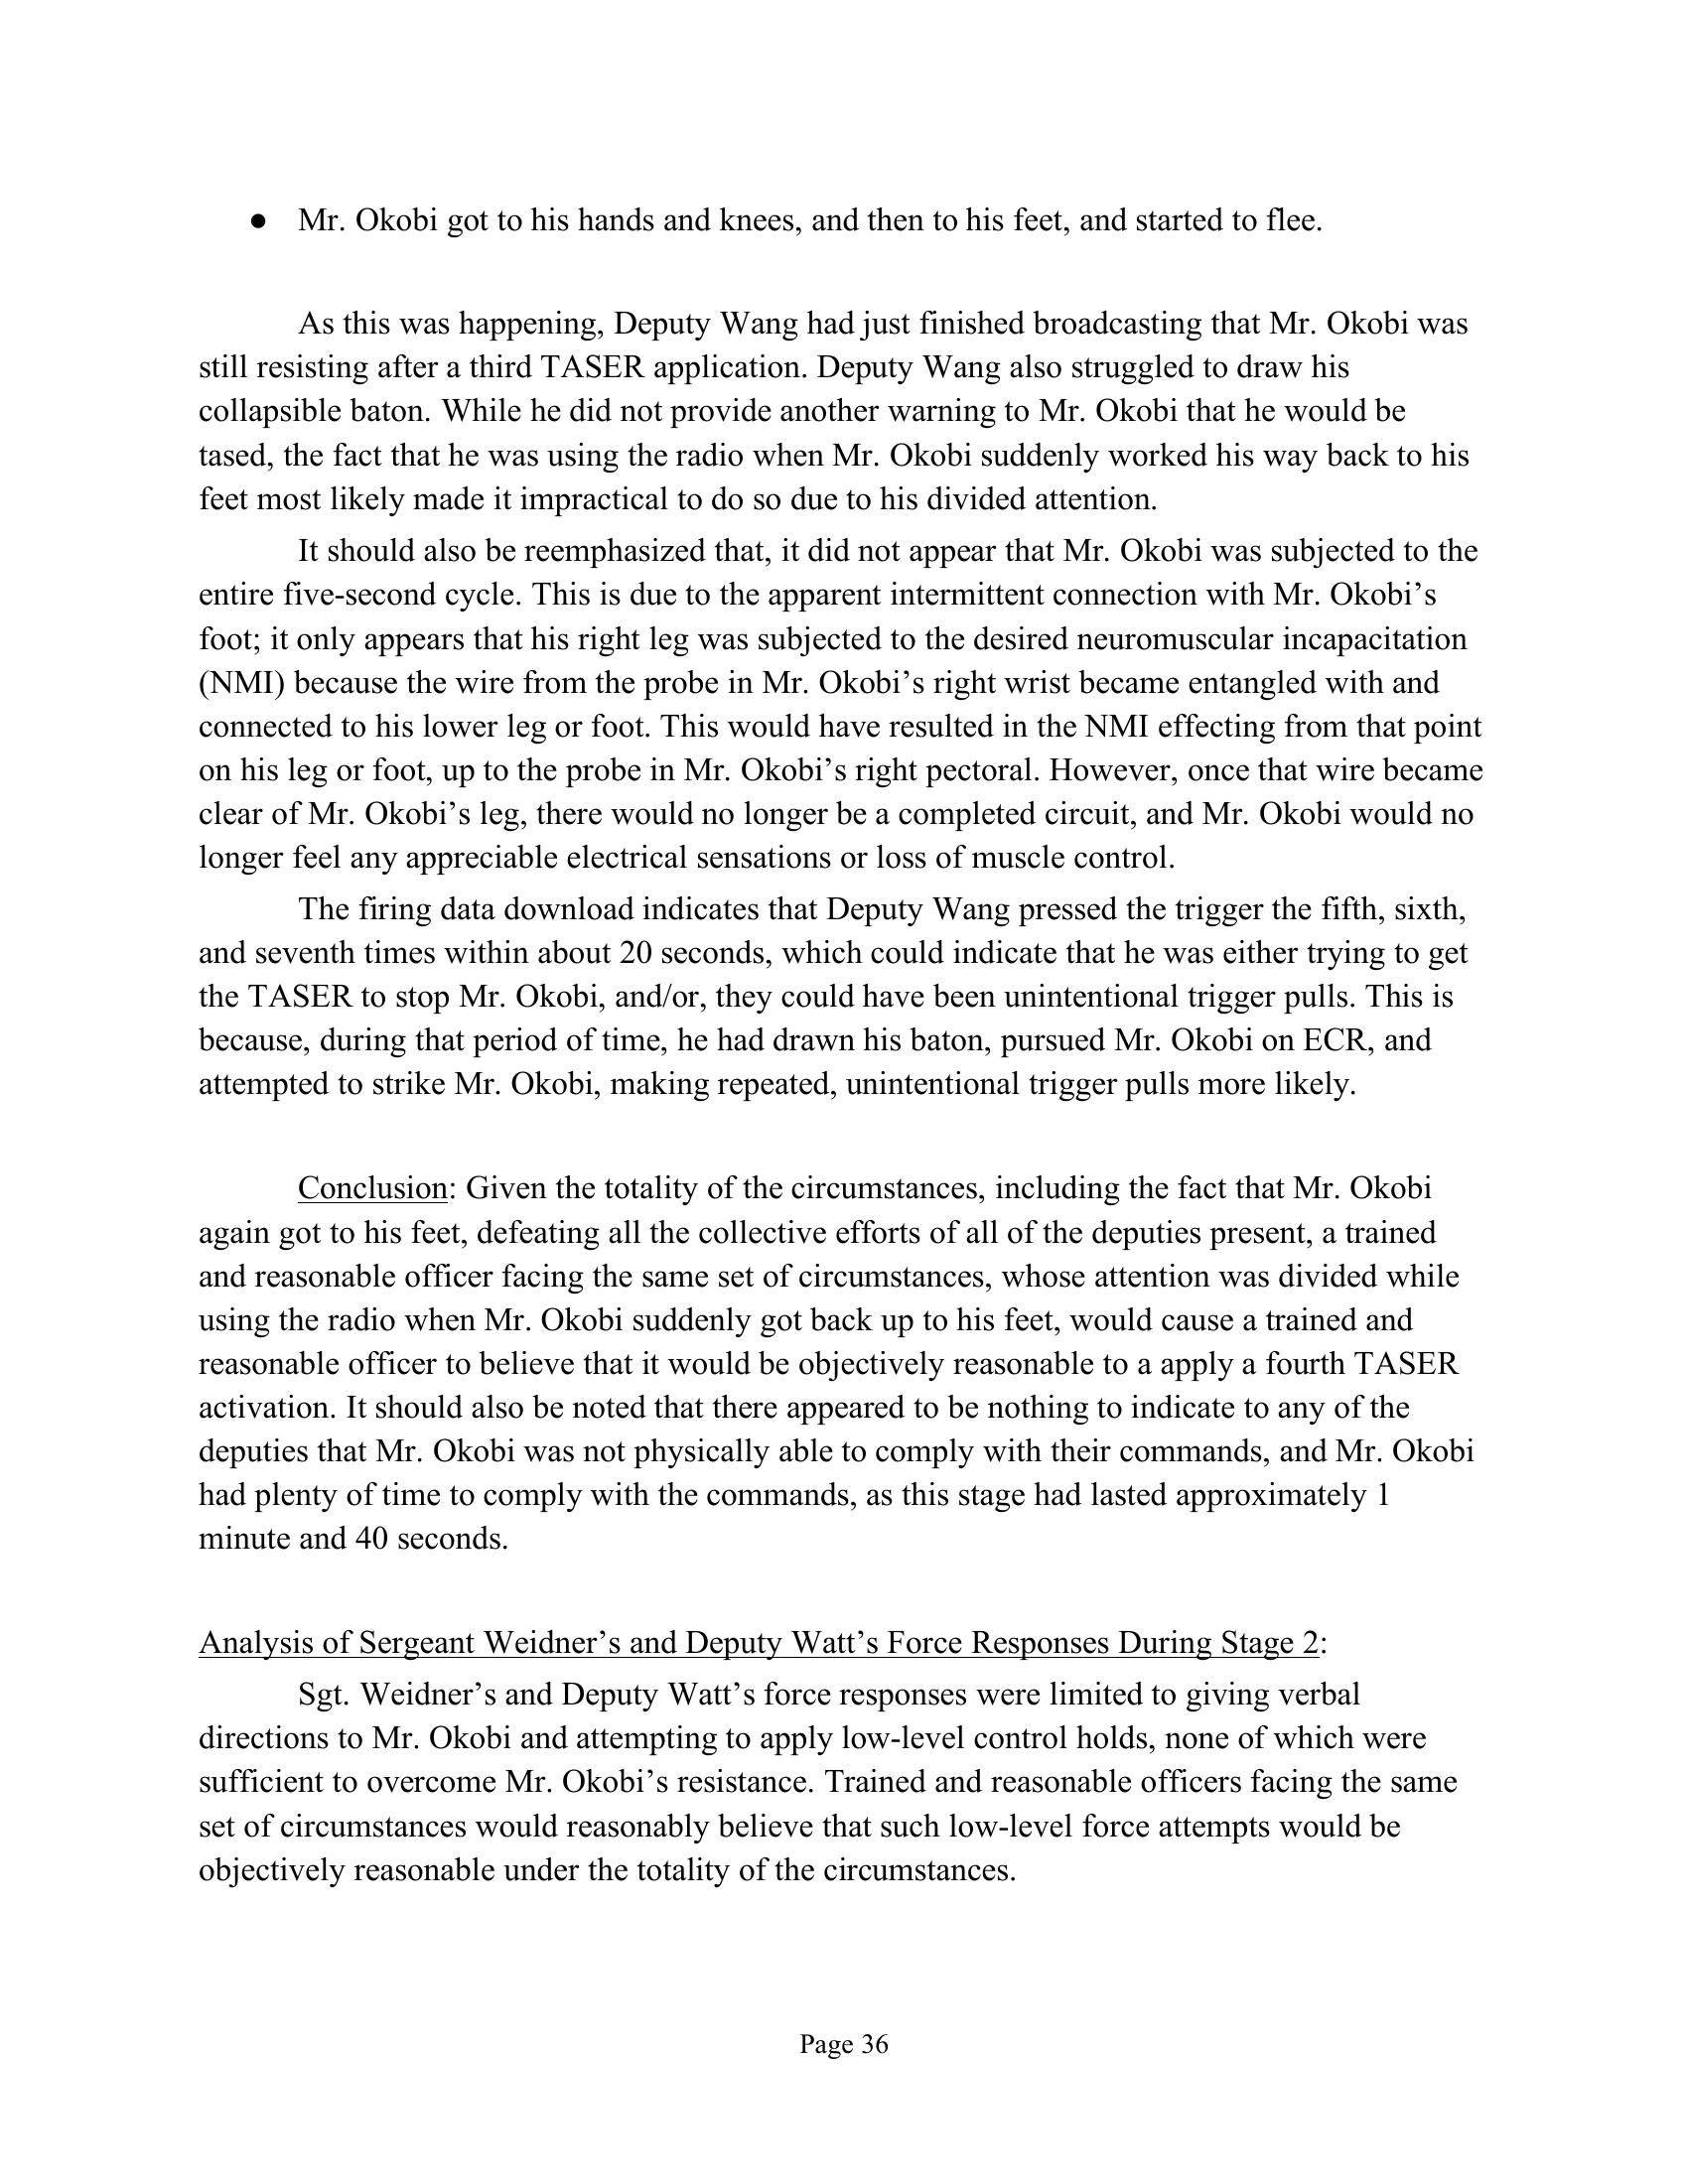 ● Mr. Okobi got to his hands and knees, and then to his feet, and started to flee.
As this was happening, Deputy Wang had just finished broadcasting that Mr. Okobi was
still resisting after a third TASER application. Deputy Wang also struggled to draw his
collapsible baton. While he did not provide another warning to Mr. Okobi that he would be
tased, the fact that he was using the radio when Mr. Okobi suddenly worked his way back to his
feet most likely made it impractical to do so due to his divided attention.
It should also be reemphasized that, it did not appear that Mr. Okobi was subjected to the
entire five-second cycle. This is due to the apparent intermittent connection with Mr. Okobi’s
foot; it only appears that his right leg was subjected to the desired neuromuscular incapacitation
(NMI) because the wire from the probe in Mr. Okobi’s right wrist became entangled with and
connected to his lower leg or foot. This would have resulted in the NMI effecting from that point
on his leg or foot, up to the probe in Mr. Okobi’s right pectoral. However, once that wire became
clear of Mr. Okobi’s leg, there would no longer be a completed circuit, and Mr. Okobi would no
longer feel any appreciable electrical sensations or loss of muscle control.
The firing data download indicates that Deputy Wang pressed the trigger the fifth, sixth,
and seventh times within about 20 seconds, which could indicate that he was either trying to get
the TASER to stop Mr. Okobi, and/or, they could have been unintentional trigger pulls. This is
because, during that period of time, he had drawn his baton, pursued Mr. Okobi on ECR, and
attempted to strike Mr. Okobi, making repeated, unintentional trigger pulls more likely.
Conclusion: Given the totality of the circumstances, including the fact that Mr. Okobi
again got to his feet, defeating all the collective efforts of all of the deputies present, a trained
and reasonable officer facing the same set of circumstances, whose attention was divided while
using the radio when Mr. Okobi suddenly got back up to his feet, would cause a trained and
reasonable officer to believe that it would be objectively reasonable to a apply a fourth TASER
activation. It should also be noted that there appeared to be nothing to indicate to any of the
deputies that Mr. Okobi was not physically able to comply with their commands, and Mr. Okobi
had plenty of time to comply with the commands, as this stage had lasted approximately 1
minute and 40 seconds.
Analysis of Sergeant Weidner’s and Deputy Watt’s Force Responses During Stage 2:
Sgt. Weidner’s and Deputy Watt’s force responses were limited to giving verbal
directions to Mr. Okobi and attempting to apply low-level control holds, none of which were
sufficient to overcome Mr. Okobi’s resistance. Trained and reasonable officers facing the same
set of circumstances would reasonably believe that such low-level force attempts would be
objectively reasonable under the totality of the circumstances.
Page 36